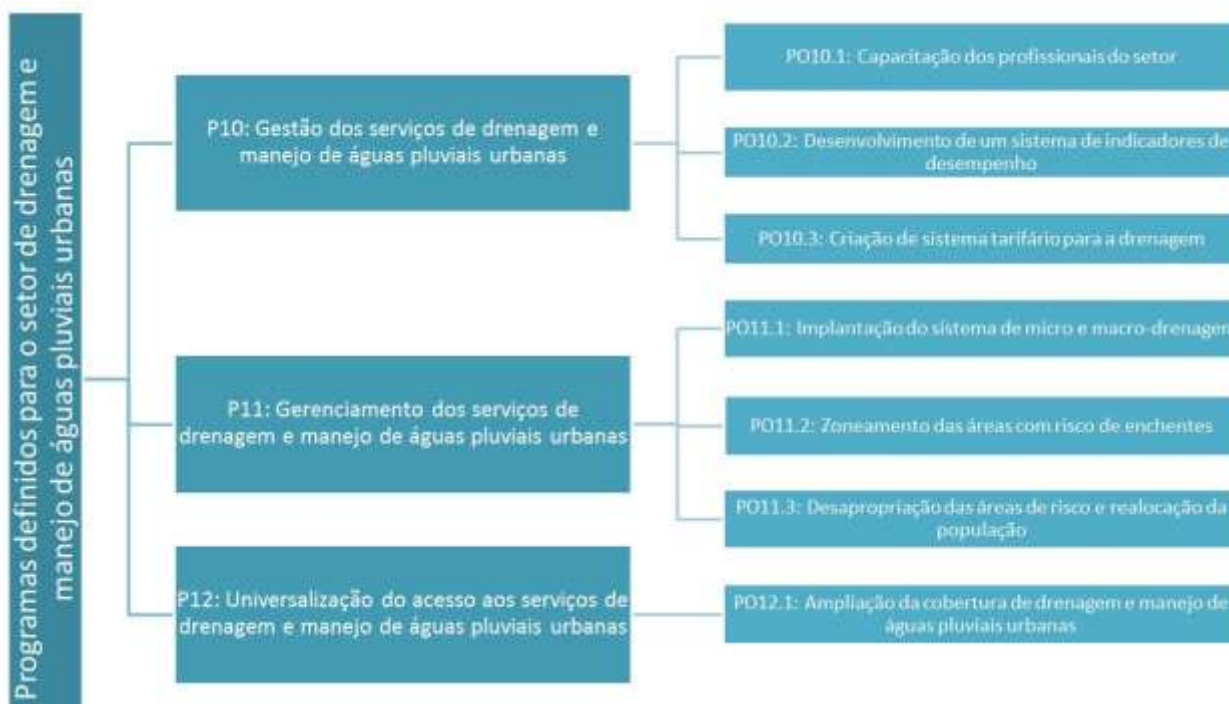 Programas definidos para o setor de drenagem e
manejo de águas pluviais urbanas
P10: Gestão dos serviços de drenagem e
manejo de águas pluviais urbanas
PO10.1: Capacitação dos profissionais do setor
PO10.2: Desenvolvimento de um sistema de indicadores de
desempenho
PO10.3: Criação de sistema tarifário para a drenagem
P11: Gerenciamento dos serviços de
drenagem e manejo de águas pluviais urbanas
PO11.1: Implantação do sistema de micro e macro-drenagem
PO11.2: Zoneamento das áreas com risco de enchentes
PO11.3: Desapropriação das áreas de risco e realocação da
população
P12: Universalização do acesso aos serviços de
drenagem e manejo de águas pluviais urbanas
PO12.1: Ampliação da cobertura de drenagem e manejo de
águas pluviais urbanas